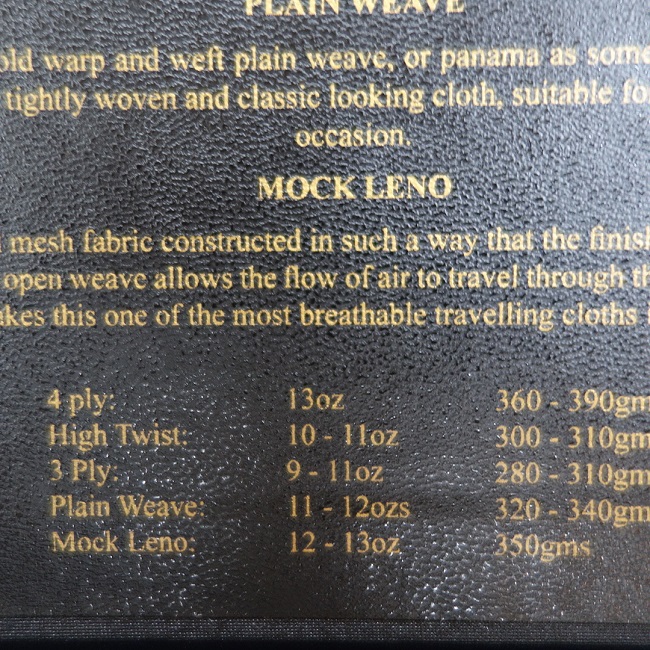 PLAIN WEAVE
old warp and weft plain weave, or panama as some
tightly woven and classic looking cloth, suitable fo
occasion.
MOCK LENO
mesh fabric constructed in such a way that the finish
open weave allows the flow of air to travel through th
akes this one of the most breathable travelling cloths
4 ply: 13oz 360 - 390gm
High Twist: 10 - 11oz 300 - 310gm
3 Ply: 9 - 11oz 280 - 310gm
Plain Weave: 11 - 12ozs 320 - 340gm
Mock Leno: 12 - 13oz 350gms